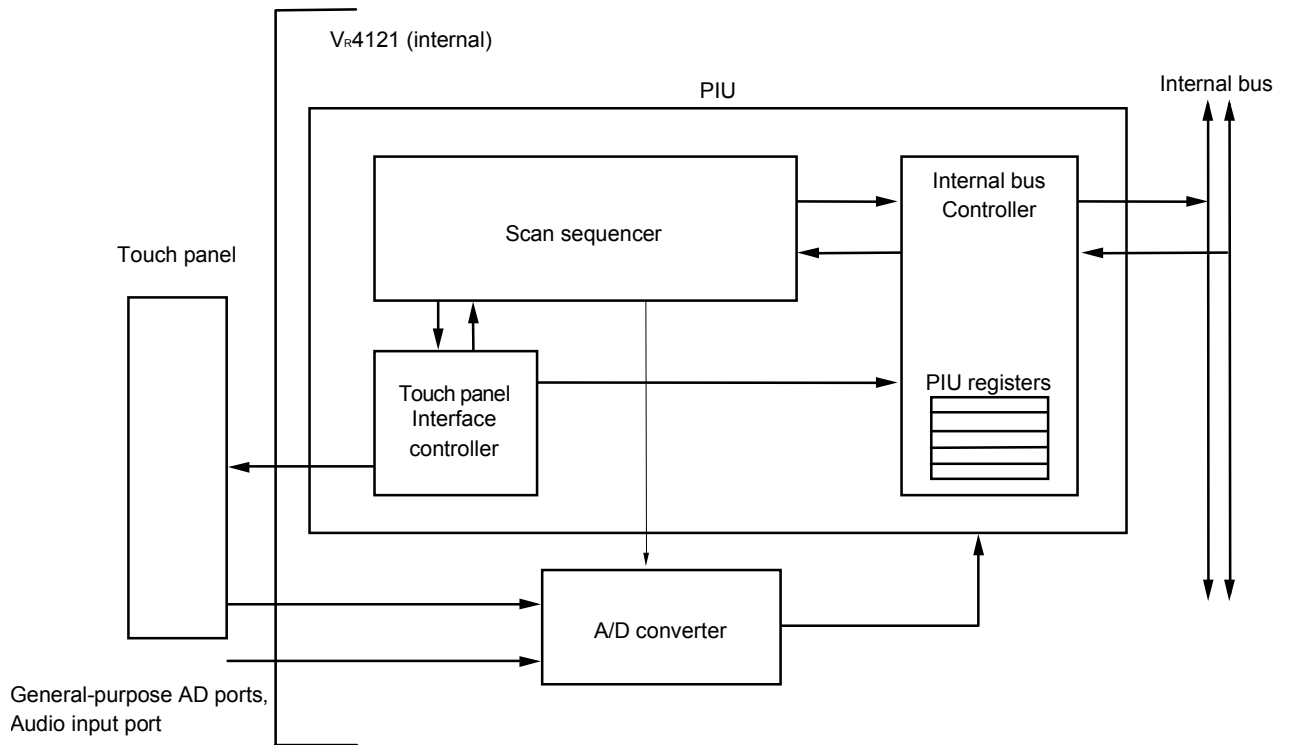 VR4121 (internal)
PIU
Internal bus
Scan sequencer
Internal bus
Controller
Touch panel
Touch panel
Interface
controller
PIU registers
A/D converter
General-purpose AD ports,
Audio input port